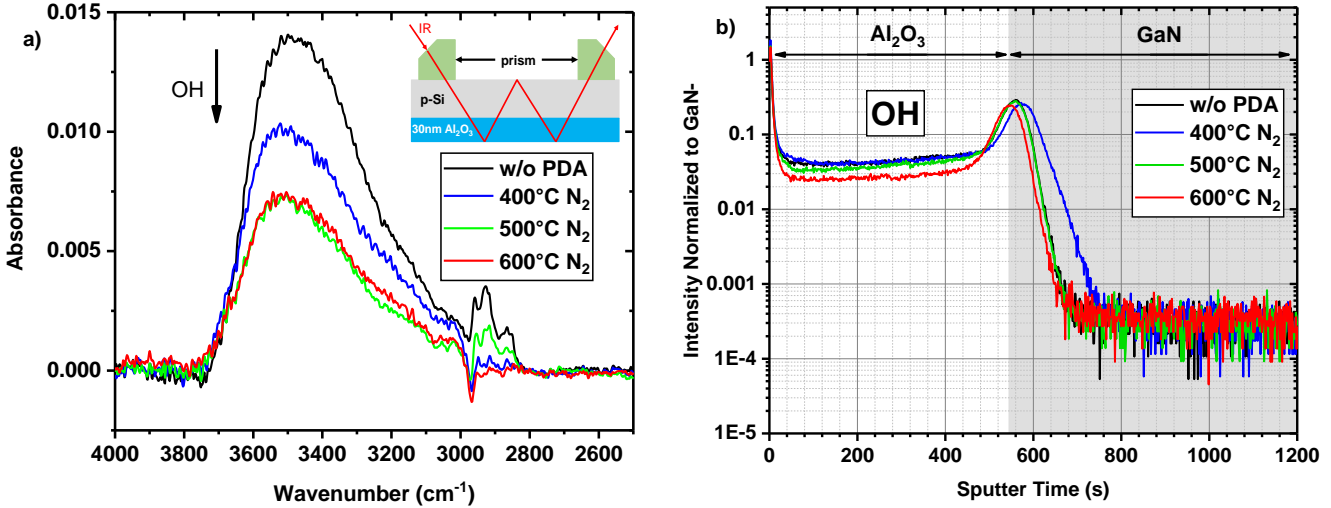 a)
0.015
0.010
0.005
0.000
Absorbance
OH
IR
prism
p-Si
30nm Al₂O₃
w/o PDA
400°C N₂
500°C N₂
600°C N₂
4000 3800 3600 3400 3200 3000 2800 2600
Wavenumber (cm⁻¹)
b)
Al₂O₃ GaN
1
0.1
0.01
0.001
1E-4
1E-5
Intensity Normalized to GaN-
OH
w/o PDA
400°C N₂
500°C N₂
600°C N₂
0 200 400 600 800 1000 1200
Sputter Time (s)